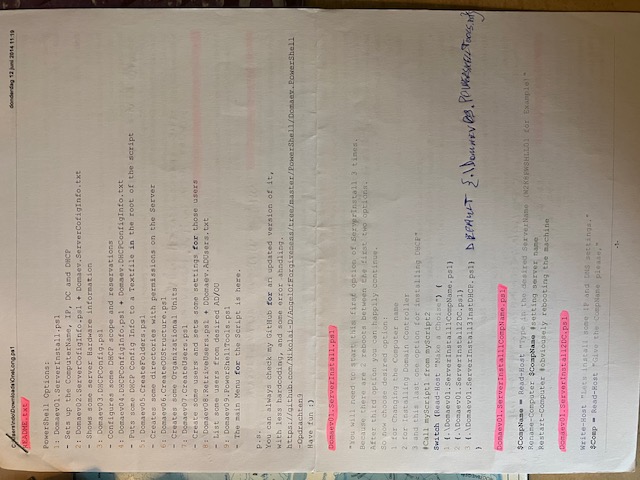 C:\Users\ndo\Downloads\OneLong.ps1 donderdag 12 juni 2014 11:19
README.txt
PowerShell Options:
1: Domaev01.ServerInstall.ps1
- Sets up the ComputerName, IP, DC and DHCP
2: Domaev02.ServerCofigInfo.ps1 + Domaev.ServerCofigInfo.txt
- Shows some server Hardware information
3: Domaev03.DHCPConfig.ps1
- Configures some DHCP scope and reservations
4: Domaev04.DHCPConfigInfo.ps1 + Domaev.DHCPConfigInfo.txt
- Puts some DHCP Config Info to a Textfile in the root of the script
5: Domaev05.CreateFolders.ps1
- Creates some directories with permissions on the Server
6: Domaev06.CreateOUStructure.ps1
- Creates some Organizational Units
7: Domaev07.CreateUsers.ps1
- Create some users and sets some settings for those users
8: Domaev08.RetriveUsers.ps1 + DDomaev.ADUsers.txt
- List some users from desired AD/OU
9: Domaev09.PowerShellTools.ps1
- The main Menu for the Script is here.
p.s.
You can always check my GitHub for an updated version of it,
with less hardcoding, and some error ahndling.
https://github.com/Nikolai-D/AngelOfForgiveness/tree/master/PowerShell/Domaev.PowerShell
-Opdrachten9
Have fun :)
Domaev01.ServerInstall.ps1
"You will need to start this first option of ServerInstall 3 times.
Because there are 2 reboots between the first two options.
After third option you can happily continue.
So now choose desired option:
1 for Changing the Computer name
2 for Installing Domain Controller
3 and this last one option for installing DHCP"
#Call myScript1 from myScript2
Switch (Read-Host "Make a Choise") {
1 {.\Domaev01.ServerInstall1CompName.ps1}
2 {.\Domaev01.ServerInstall2DC.ps1}
3 {.\Domaev01.ServerInstall3InstDHCP.ps1} DEFAULT {.\DOMAEV09.POWERSHELLTOOLS.ps1}
}
Domaev01.ServerInstall1CompName.ps1
$CompName = Read-Host "Type in the desired ServerName for Example!"
Rename-Computer $CompName #setting server name
Restart-Computer #obviousely rebooting the machine
Domaev01.ServerInstall2DC.ps1
Write-Host "Lets install some IP and DNS settings."
$Comp = Read-Host "Give the CompName please,"
-1-